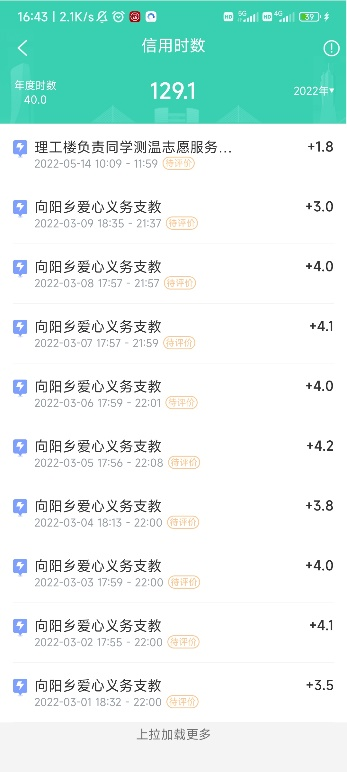 16:43 2.1K/s HD 5G HD 4G 39
信用时数
年度时数
40.0
129.1
2022年
理工楼负责同学测温志愿服务... +1.8
2022-05-14 10:09 - 11:59 待评价
向阳乡爱心义务支教 +3.0
2022-03-09 18:35 - 21:37 待评价
向阳乡爱心义务支教 +4.0
2022-03-08 17:57 - 21:57 待评价
向阳乡爱心义务支教 +4.1
2022-03-07 17:57 - 21:59 待评价
向阳乡爱心义务支教 +4.0
2022-03-06 17:59 - 22:01 待评价
向阳乡爱心义务支教 +4.2
2022-03-05 17:56 - 22:08 待评价
向阳乡爱心义务支教 +3.8
2022-03-04 18:13 - 22:00 待评价
向阳乡爱心义务支教 +4.0
2022-03-03 17:59 - 22:00 待评价
向阳乡爱心义务支教 +4.1
2022-03-02 17:55 - 22:00 待评价
向阳乡爱心义务支教 +3.5
2022-03-01 18:32 - 22:00 待评价
上拉加载更多